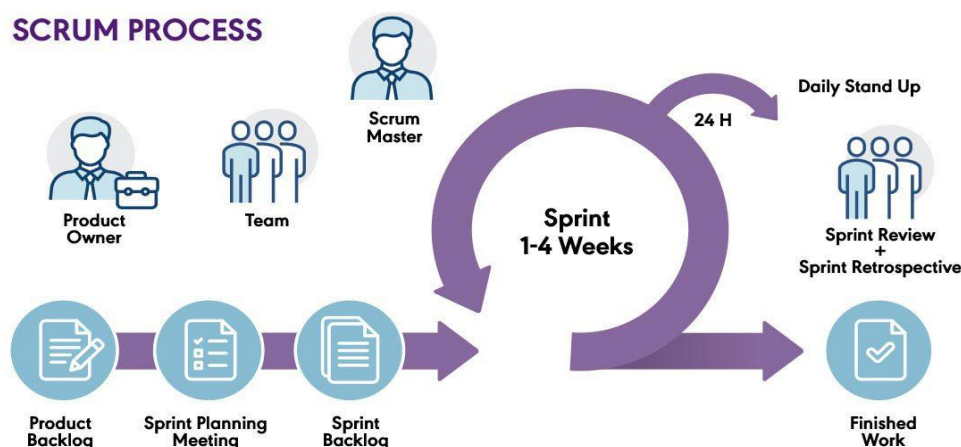 SCRUM PROCESS
Scrum
Master
Product
Owner
Team
24 H
Daily Stand Up
Sprint
1-4 Weeks
Sprint Review
+
Sprint Retrospective
Product
Backlog
Sprint Planning
Meeting
Sprint
Backlog
Finished
Work